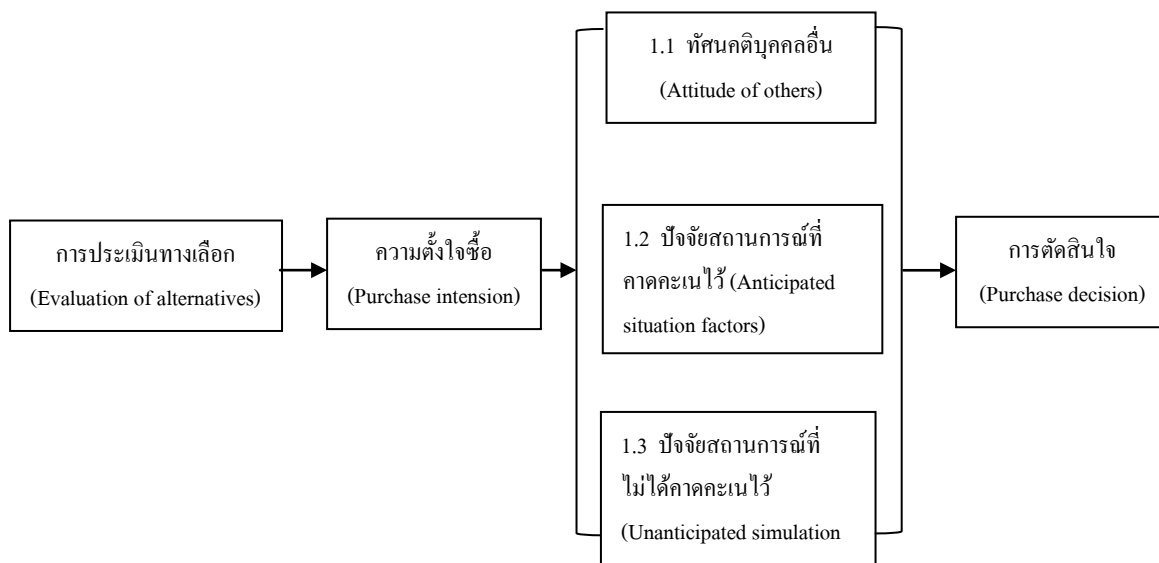 1.1 ทัศนคติบุคคลอื่น
(Attitude of others)
การประเมินทางเลือก
(Evaluation of alternatives)
ความตั้งใจซื้อ
(Purchase intension)
1.2 ปัจจัยสถานการณ์ที่
คาดคะเนไว้ (Anticipated
situation factors)
การตัดสินใจ
(Purchase decision)
1.3 ปัจจัยสถานการณ์ที่
ไม่ได้คาดคะเนไว้
(Unanticipated simulation